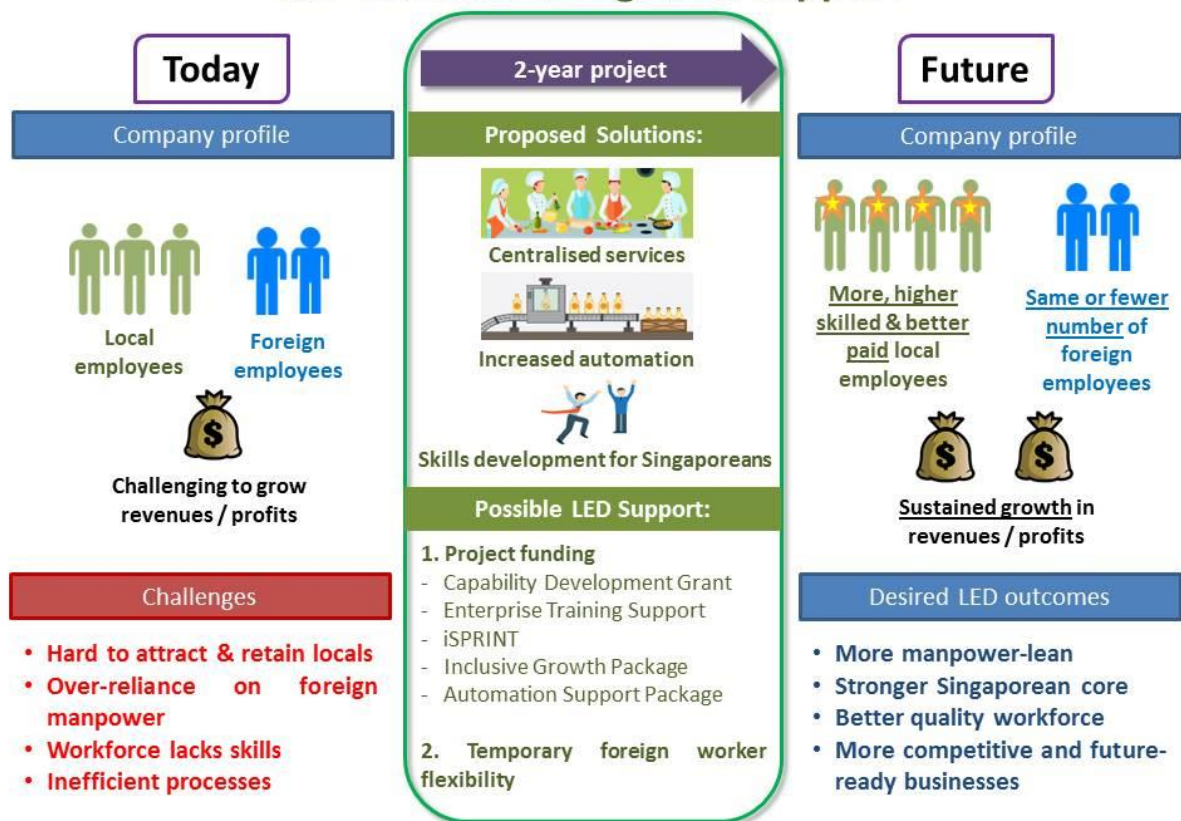 Today
Company profile
Local
employees
Foreign
employees
$
Challenging to grow
revenues / profits
Challenges
• Hard to attract & retain locals
• Over-reliance on foreign
manpower
• Workforce lacks skills
• Inefficient processes
2-year project
Proposed Solutions:
Centralised services
Increased automation
Skills development for Singaporeans
Possible LED Support:
1. Project funding
- Capability Development Grant
- Enterprise Training Support
- iSPRINT
- Inclusive Growth Package
- Automation Support Package
2. Temporary foreign worker
flexibility
Future
Company profile
More, higher
skilled & better
paid local
employees
Same or fewer
number of
foreign
employees
$ $
Sustained growth in
revenues / profits
Desired LED outcomes
• More manpower-lean
• Stronger Singaporean core
• Better quality workforce
• More competitive and future-
ready businesses